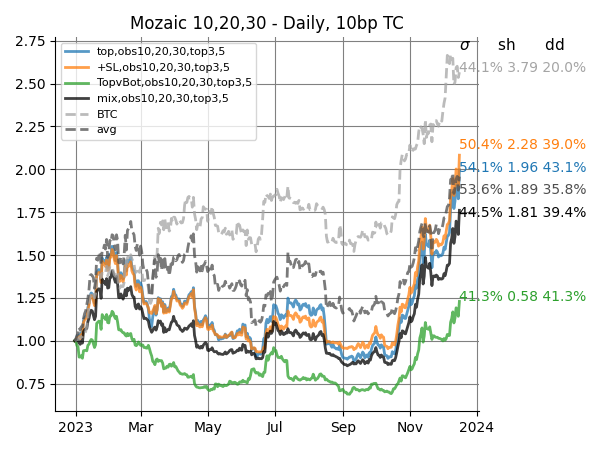 Mozaic 10,20,30 - Daily, 10bp TC
σ sh dd
2.75
2.50
2.25
2.00
1.75
1.50
1.25
1.00
0.75
top,obs10,20,30,top3,5
+SL,obs10,20,30,top3,5
TopvBot,obs10,20,30,top3,5
mix,obs10,20,30,top3,5
BTC
avg
44.1% 3.79 20.0%
50.4% 2.28 39.0%
54.1% 1.96 43.1%
53.6% 1.89 35.8%
44.5% 1.81 39.4%
41.3% 0.58 41.3%
2023 Mar May Jul Sep Nov 2024